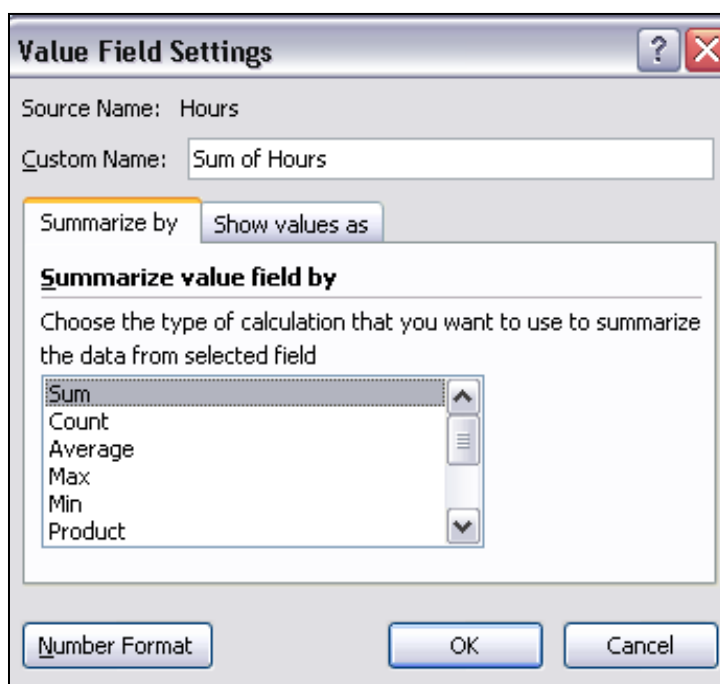 Value Field Settings
?
Source Name: Hours
Custom Name: Sum of Hours
Summarize by Show values as
Summarize value field by
Choose the type of calculation that you want to use to summarize
the data from selected field
Sum
Count
Average
Max
Min
Product
Number Format OK Cancel